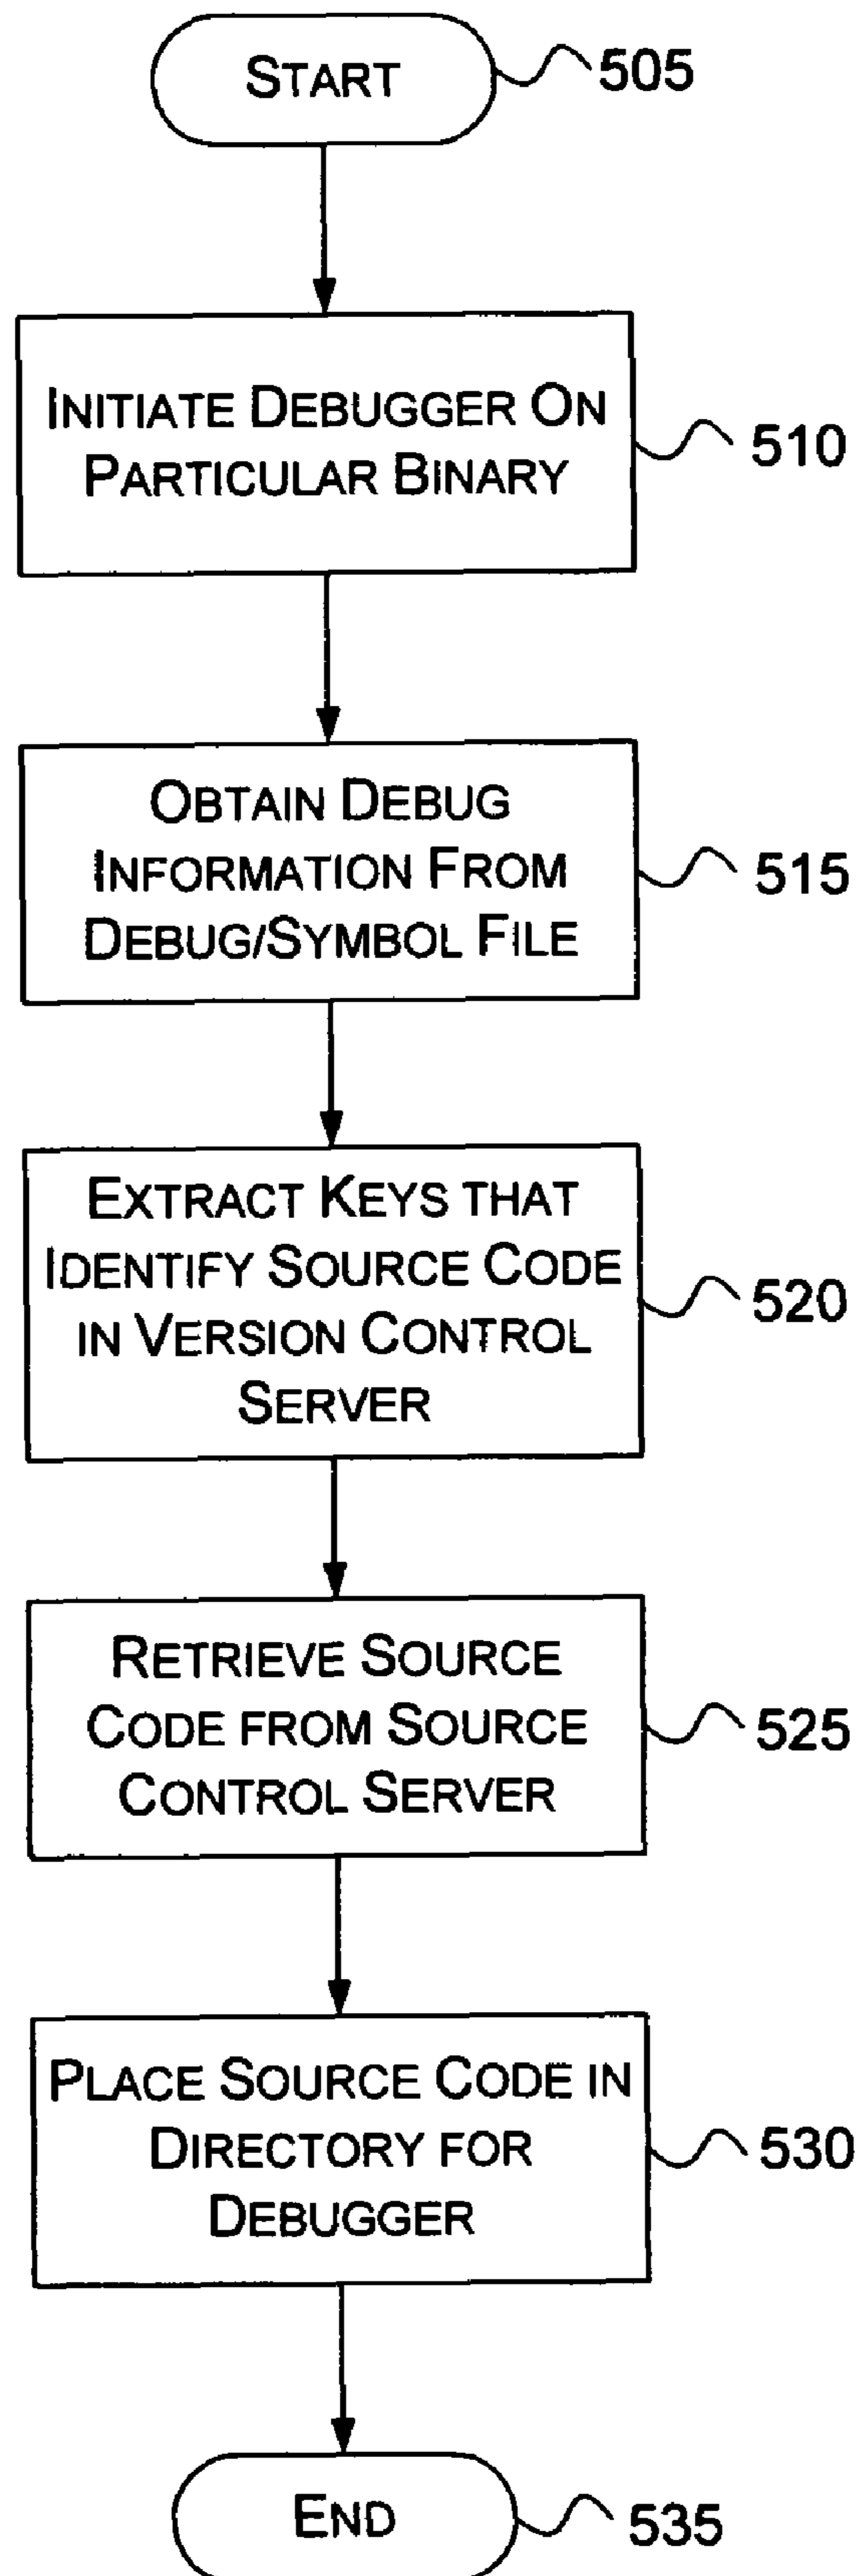 START
505
INITIATE DEBUGGER ON
PARTICULAR BINARY
510
OBTAIN DEBUG
INFORMATION FROM
DEBUG/SYMBOL FILE
515
EXTRACT KEYS THAT
IDENTIFY SOURCE CODE
IN VERSION CONTROL
SERVER
520
RETRIEVE SOURCE
CODE FROM SOURCE
CONTROL SERVER
525
PLACE SOURCE CODE IN
DIRECTORY FOR
DEBUGGER
530
END
535